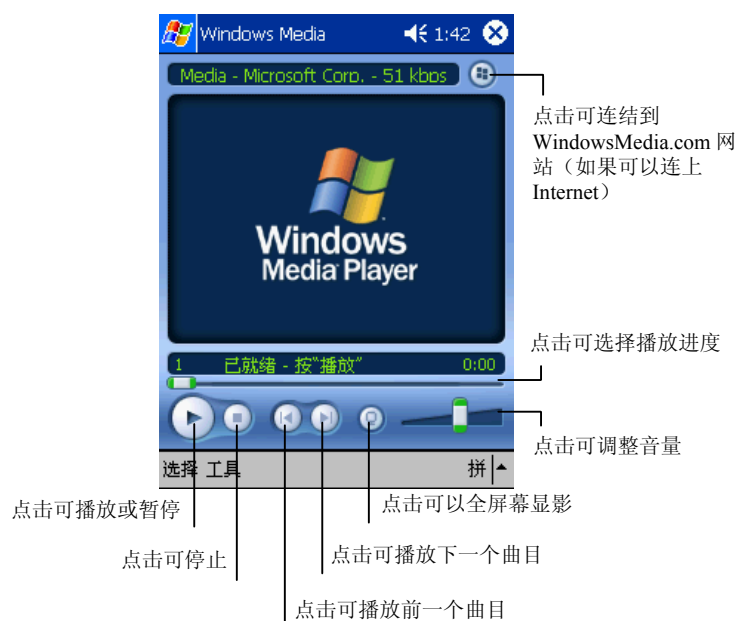 Windows Media 1:42
Media - Microsoft Corp. - 51 kbps
点击可连结到
WindowsMedia.com 网
站（如果可以连上
Internet）
Windows
Media Player
点击可选择播放进度
1 已就绪 - 按"播放" 0:00
点击可调整音量
选择 工具 拼
点击可播放或暂停
点击可以全屏幕显影
点击可停止
点击可播放下一个曲目
点击可播放前一个曲目